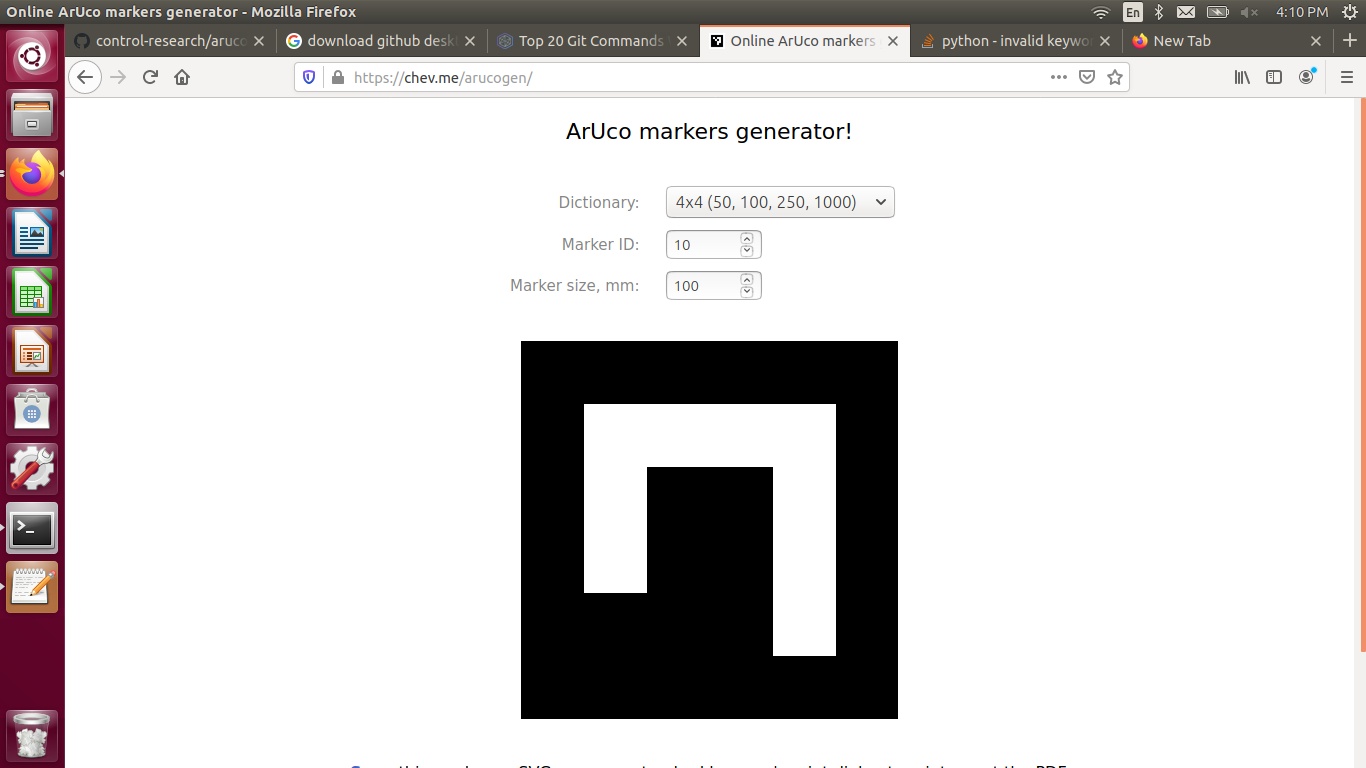 Online ArUco markers generator - Mozilla Firefox
En
4:10 PM
control-research/aruco
download github desk
Top 20 Git Commands
Online ArUco markers
python - invalid keywo
New Tab
https://chev.me/arucogen/
ArUco markers generator!
Dictionary: 4x4 (50, 100, 250, 1000)
Marker ID: 10
Marker size, mm: 100